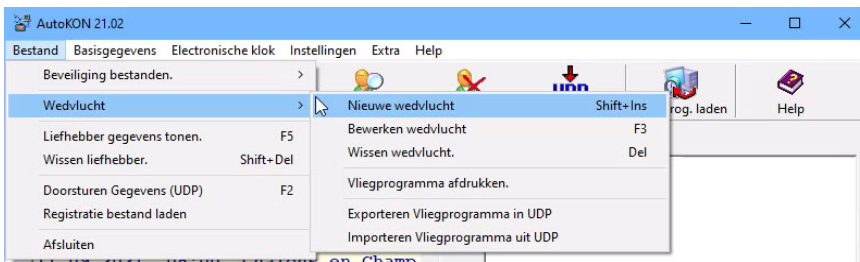 AutoKON 21.02
Bestand Basisgegevens Electronische klok Instellingen Extra Help
Beveiliging bestanden. >
Wedvlucht >
Liefhebber gegevens tonen. F5
Wissen liefhebber. Shift+Del
Doorsturen Gegevens (UDP) F2
Registratie bestand laden
Afsluiten
Nieuwe wedvlucht Shift+Ins
Bewerken wedvlucht F3
Wissen wedvlucht. Del
Vliegprogramma afdrukken.
Exporteren Vliegprogramma in UDP
Importeren Vliegprogramma uit UDP
UDP
rog. laden
Help